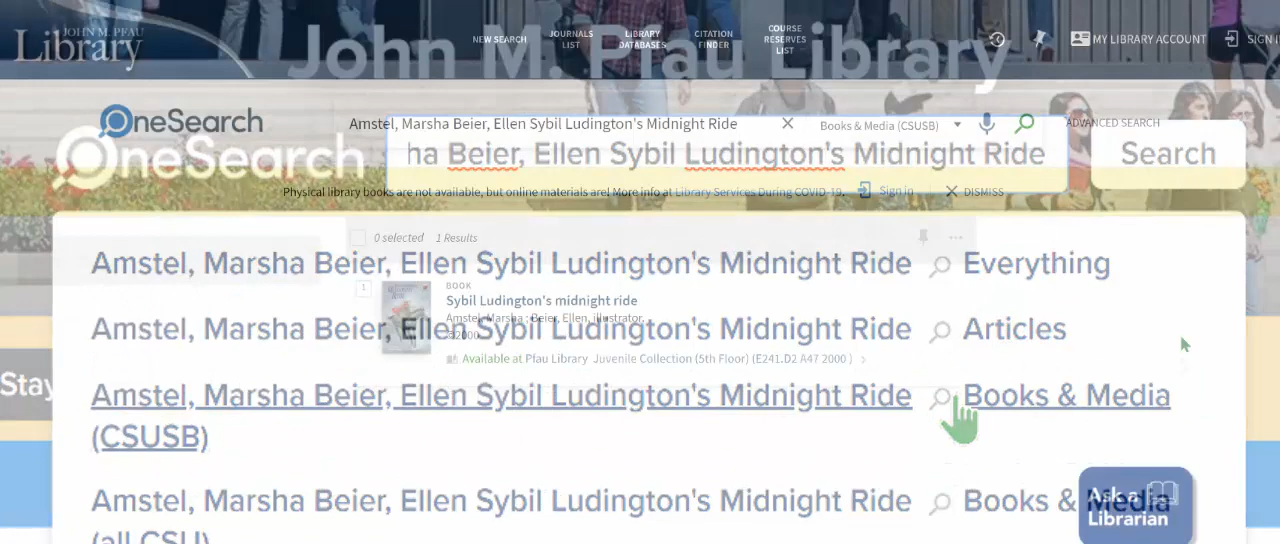 JOHN M. PFAU
Library
John M. Pfau Library
NEW SEARCH
JOURNALS
LIST
LIBRARY
DATABASES
CITATION
FINDER
COURSE
RESERVES
LIST
MY LIBRARY ACCOUNT
SIGN
OneSearch
Amstel, Marsha Beier, Ellen Sybil Ludington's Midnight Ride
Books & Media (CSUSB)
ADVANCED SEARCH
OneSearch
ha Beier, Ellen Sybil Ludington's Midnight Ride
Search
Physical library books are not available, but online materials are! More info at Library Services During COVID-19.
Sign in
DISMISS
0 selected 1 Results
Amstel, Marsha Beier, Ellen Sybil Ludington's Midnight Ride Everything
1
BOOK
Sybil Ludington's midnight ride
Amstel, Marsha ; Beier, Ellen, illustrator.
c2000
Amstel, Marsha Beier, Ellen Sybil Ludington's Midnight Ride Articles
Available at Pfau Library Juvenile Collection (5th Floor) (E241.D2 A47 2000 )
Stay
Amstel, Marsha Beier, Ellen Sybil Ludington's Midnight Ride Books & Media
(CSUSB)
Amstel, Marsha Beier, Ellen Sybil Ludington's Midnight Ride Books & Media
(all CSU)
Ask a
Librarian